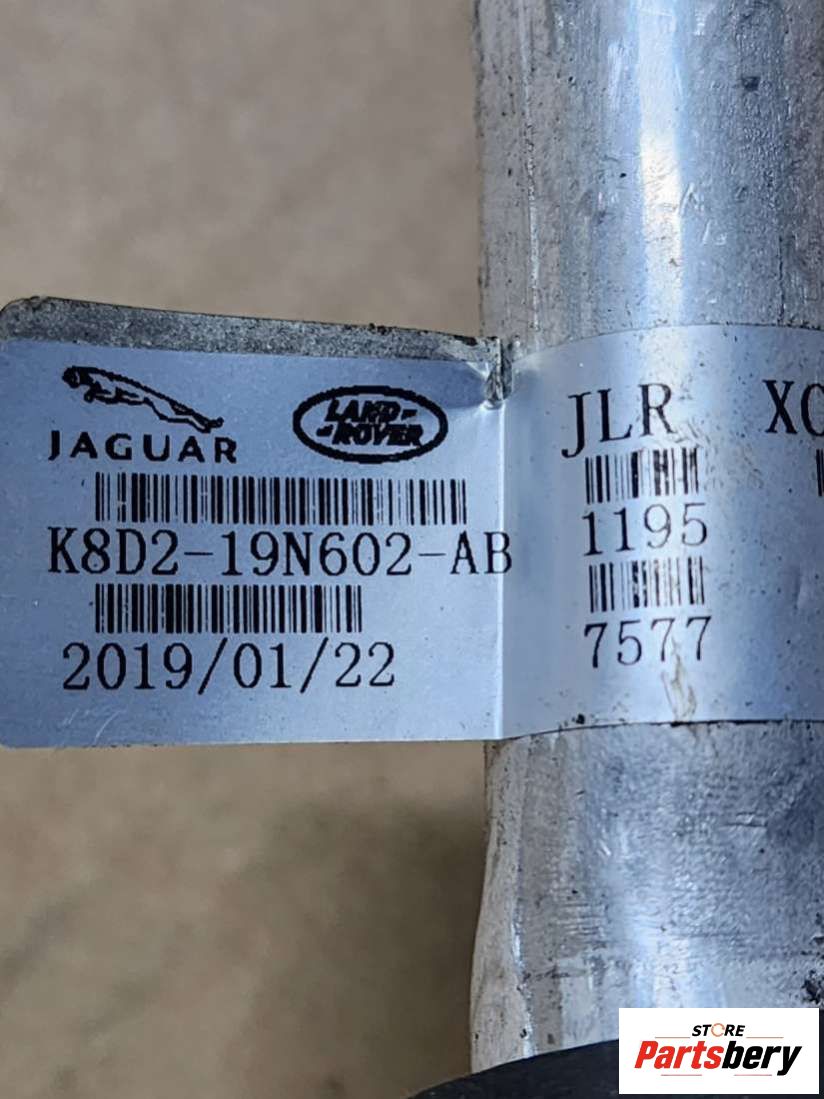 JAGUAR
LAND-
-ROVER
K8D2-19N602-AB
2019/01/22
JLR
1195
7577
STORE
Partsbery